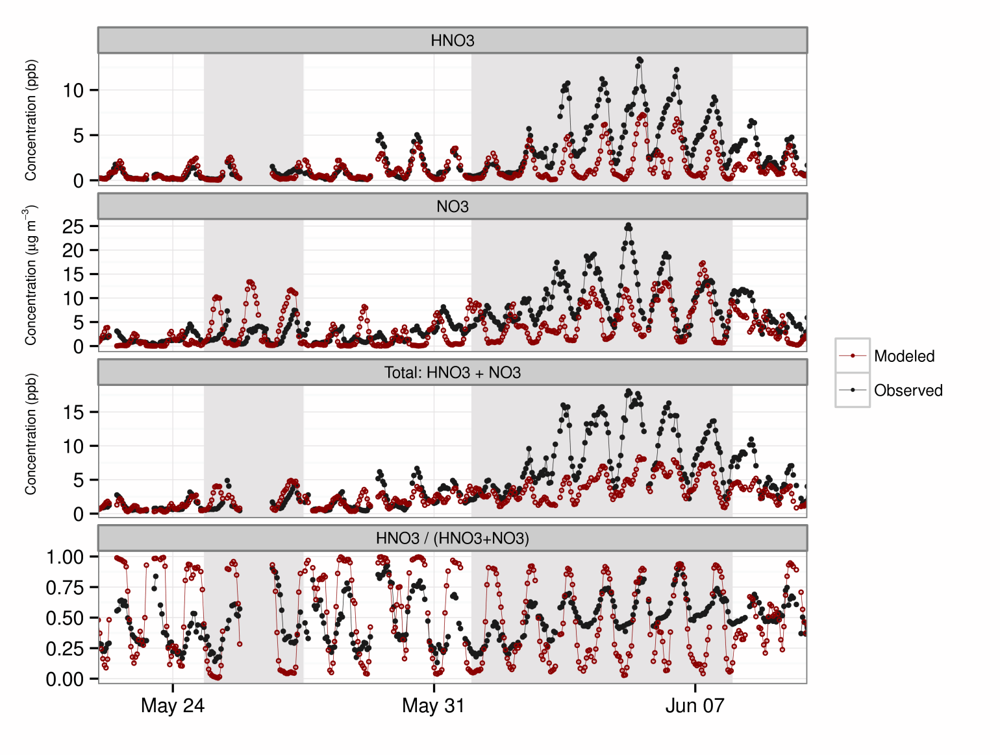 HNO3
Concentration (ppb)
10
5
0
NO3
Concentration (μg m⁻³)
25
20
15
10
5
0
Total: HNO3 + NO3
Concentration (ppb)
15
10
5
0
HNO3 / (HNO3+NO3)
1.00
0.75
0.50
0.25
0.00
May 24 May 31 Jun 07
Modeled
Observed